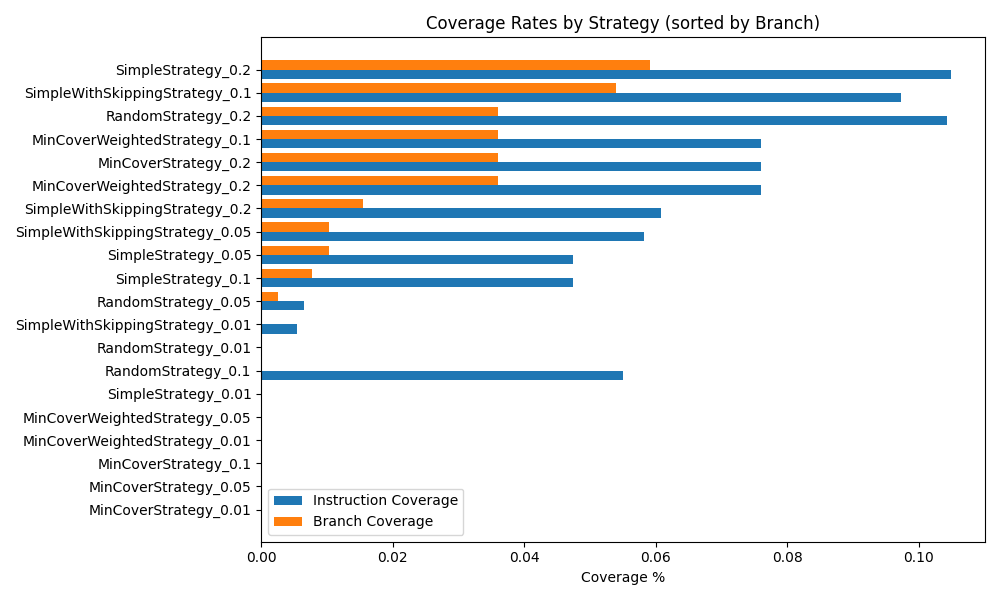 Coverage Rates by Strategy (sorted by Branch)
SimpleStrategy_0.2
SimpleWithSkippingStrategy_0.1
RandomStrategy_0.2
MinCoverWeightedStrategy_0.1
MinCoverStrategy_0.2
MinCoverWeightedStrategy_0.2
SimpleWithSkippingStrategy_0.2
SimpleWithSkippingStrategy_0.05
SimpleStrategy_0.05
SimpleStrategy_0.1
RandomStrategy_0.05
SimpleWithSkippingStrategy_0.01
RandomStrategy_0.01
RandomStrategy_0.1
SimpleStrategy_0.01
MinCoverWeightedStrategy_0.05
MinCoverWeightedStrategy_0.01
MinCoverStrategy_0.1
MinCoverStrategy_0.05
MinCoverStrategy_0.01
Instruction Coverage
Branch Coverage
0.00 0.02 0.04 0.06 0.08 0.10
Coverage %